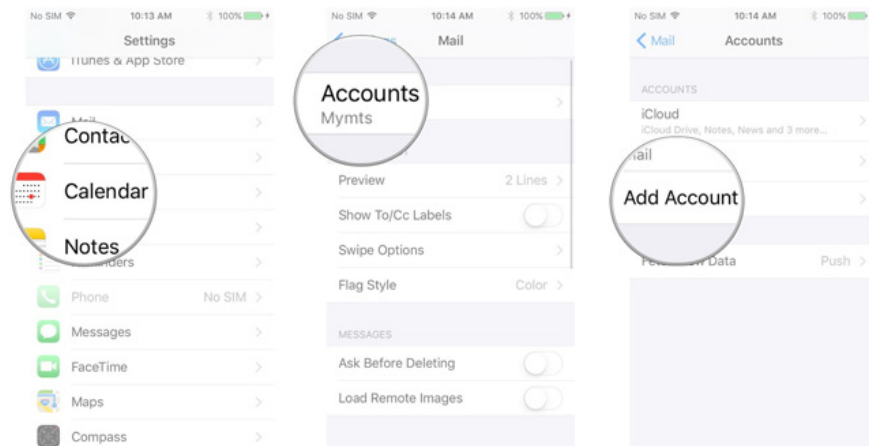 No SIM 10:13 AM 100%
Settings
iTunes & App Store
Mail
Contac
Calendar
Notes
Reminders
Phone No SIM
Messages
FaceTime
Maps
Compass
No SIM 10:14 AM 100%
Mail
Accounts
Mymts
Preview 2 Lines
Show To/Cc Labels
Swipe Options
Flag Style Color
MESSAGES
Ask Before Deleting
Load Remote Images
No SIM 10:14 AM 100%
Mail Accounts
ACCOUNTS
iCloud
iCloud Drive, Notes, News and 3 more...
mail
Add Account
Data Push